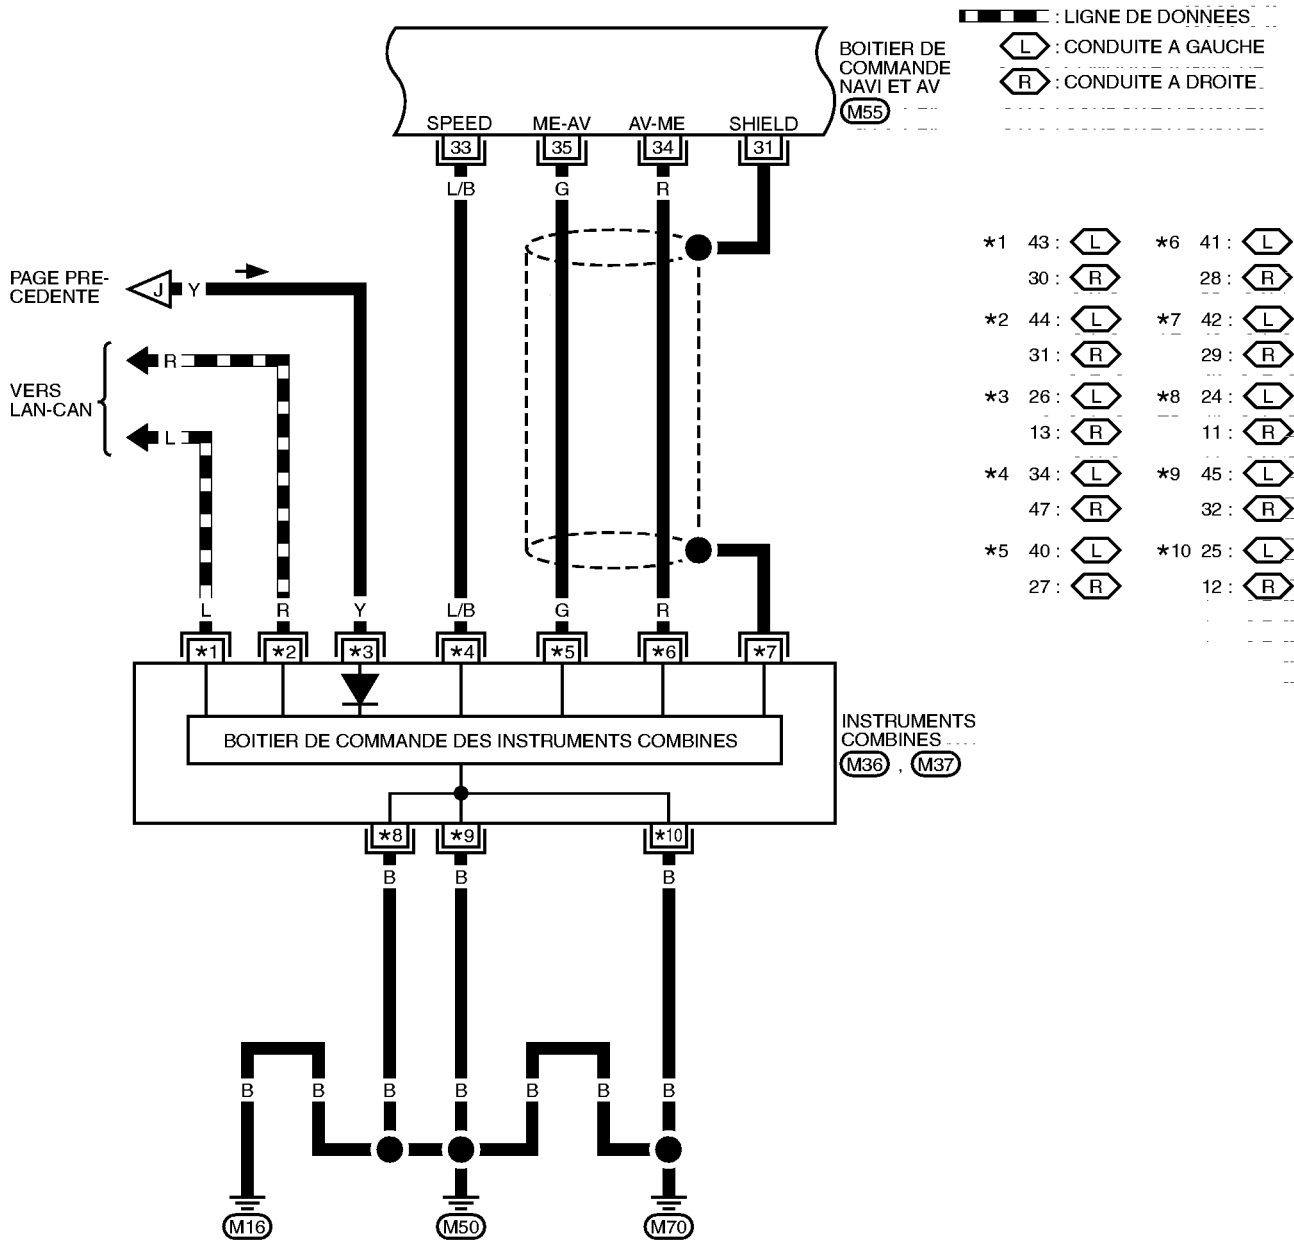 : LIGNE DE DONNEES
L : CONDUITE A GAUCHE
R : CONDUITE A DROITE
BOITIER DE
COMMANDE
NAVI ET AV
M55
SPEED ME-AV AV-ME SHIELD
33 35 34 31
L/B G R
PAGE PRE-
CEDENTE
J Y
VERS
LAN-CAN
R
L
*1 43 : L *6 41 : L
30 : R 28 : R
*2 44 : L *7 42 : L
31 : R 29 : R
*3 26 : L *8 24 : L
13 : R 11 : R
*4 34 : L *9 45 : L
47 : R 32 : R
*5 40 : L *10 25 : L
27 : R 12 : R
L R Y L/B G R
*1 *2 *3 *4 *5 *6 *7
BOITIER DE COMMANDE DES INSTRUMENTS COMBINES
INSTRUMENTS
COMBINES
M36 , M37
*8 *9 *10
B B B
B B B B B B B
M16 M50 M70